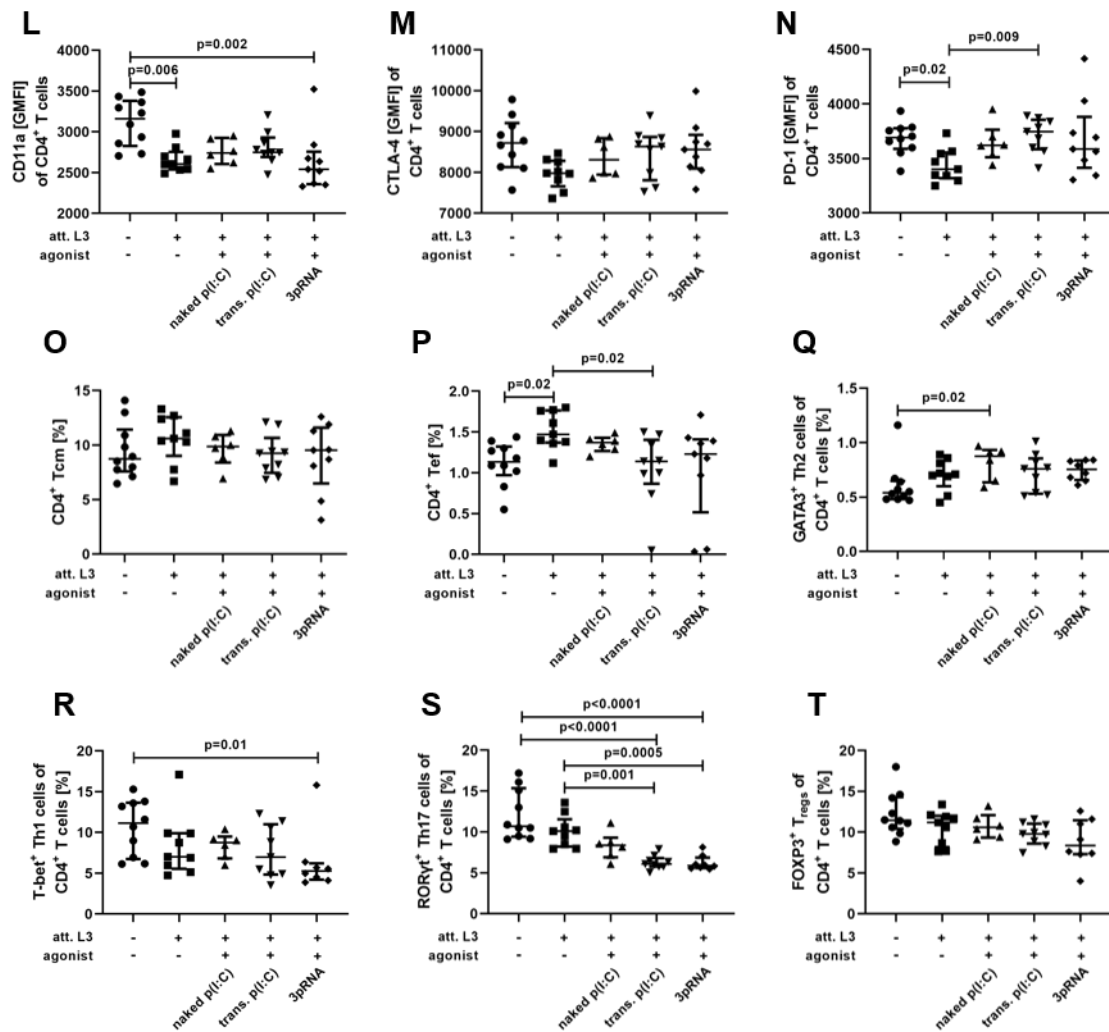 L
CD11a [GMFI]
of CD4⁺ T cells
4000
3500
3000
2500
2000
p=0.002
p=0.006
att. L3 - + + + +
agonist - - + + +
naked p(I:C)
trans. p(I:C)
3pRNA
M
CTLA-4 [GMFI] of
CD4⁺ T cells
11000
10000
9000
8000
7000
att. L3 - + + + +
agonist - - + + +
naked p(I:C)
trans. p(I:C)
3pRNA
N
PD-1 [GMFI] of
CD4⁺ T cells
4500
4000
3500
3000
p=0.009
p=0.02
att. L3 - + + + +
agonist - - + + +
naked p(I:C)
trans. p(I:C)
3pRNA
O
CD4⁺ Tcm [%]
15
10
5
0
att. L3 - + + + +
agonist - - + + +
naked p(I:C)
trans. p(I:C)
3pRNA
P
CD4⁺ Tef [%]
2.0
1.5
1.0
0.5
0.0
p=0.02
p=0.02
att. L3 - + + + +
agonist - - + + +
naked p(I:C)
trans. p(I:C)
3pRNA
Q
GATA3⁺ Th2 cells of
CD4⁺ T cells [%]
1.5
1.0
0.5
0.0
p=0.02
att. L3 - + + + +
agonist - - + + +
naked p(I:C)
trans. p(I:C)
3pRNA
R
T-bet⁺ Th1 cells of
CD4⁺ T cells [%]
20
15
10
5
0
p=0.01
att. L3 - + + + +
agonist - - + + +
naked p(I:C)
trans. p(I:C)
3pRNA
S
RORγt⁺ Th17 cells of
CD4⁺ T cells [%]
20
15
10
5
0
p<0.0001
p<0.0001
p=0.0005
p=0.001
att. L3 - + + + +
agonist - - + + +
naked p(I:C)
trans. p(I:C)
3pRNA
T
FOXP3⁺ Tregs of
CD4⁺ T cells [%]
20
15
10
5
0
att. L3 - + + + +
agonist - - + + +
naked p(I:C)
trans. p(I:C)
3pRNA